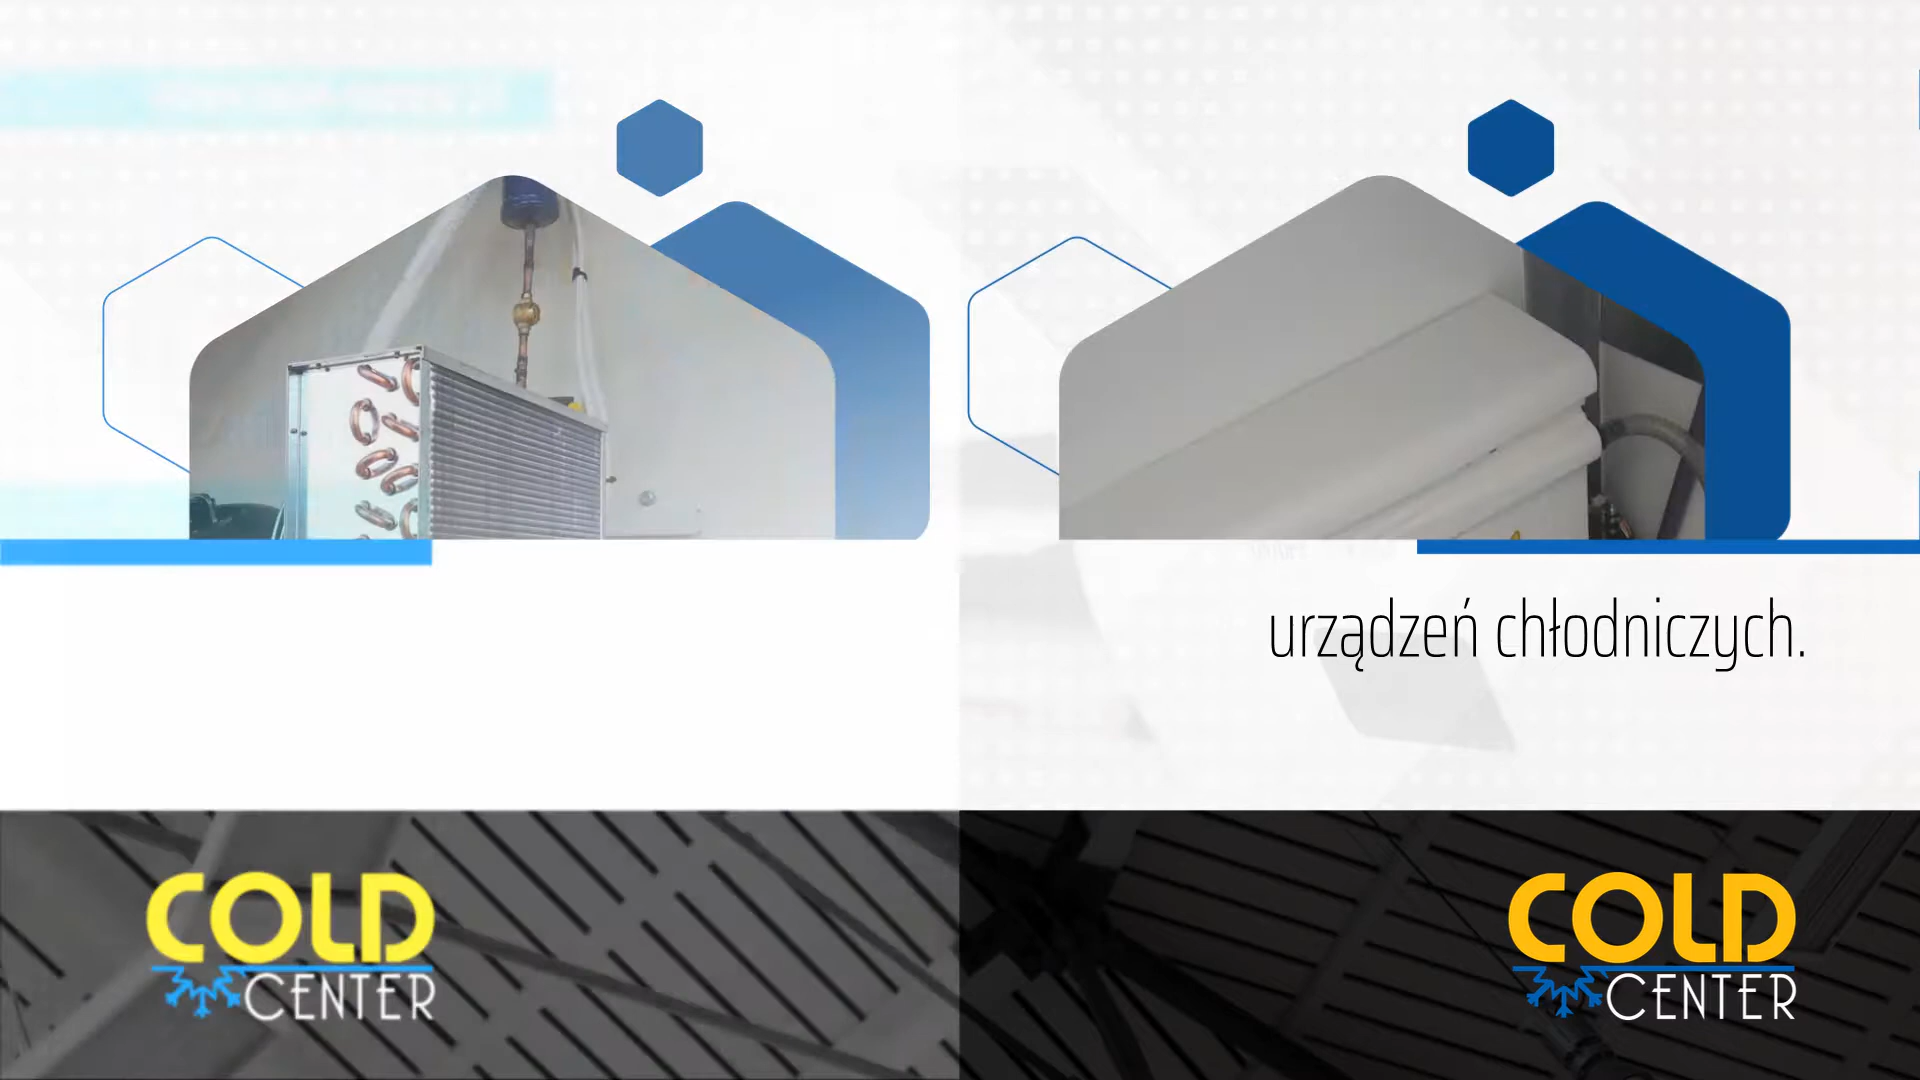 urządzeń chłodniczych.
COLD
CENTER
COLD
CENTER